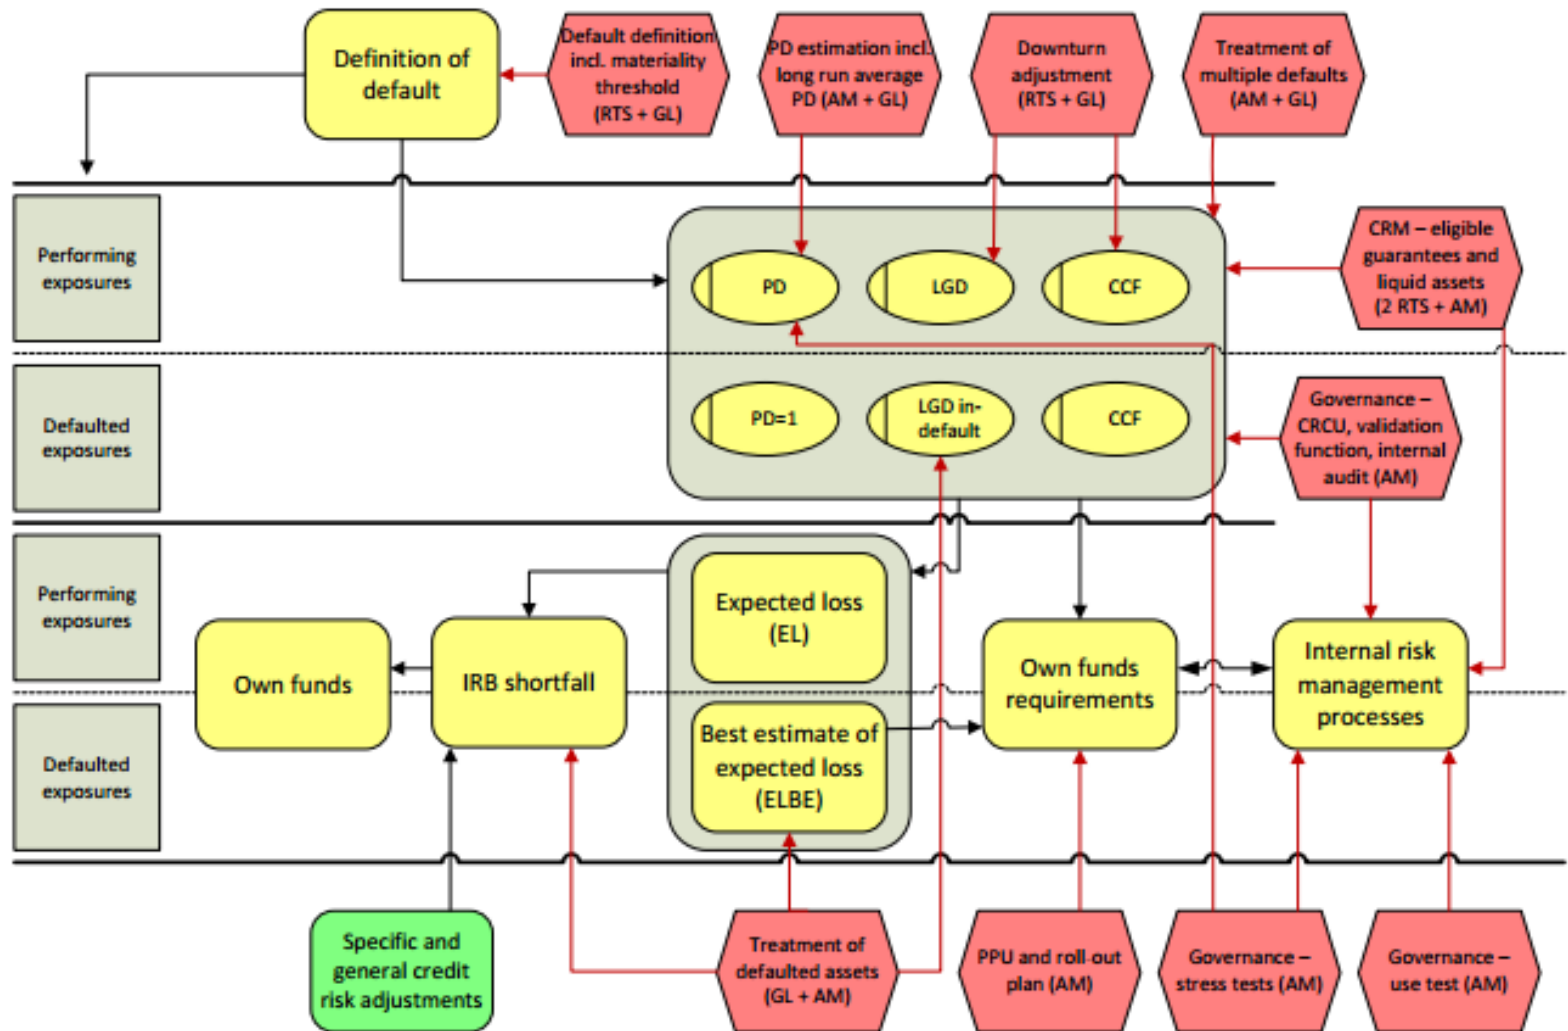 Definition of
default
Default definition
incl. materiality
threshold
(RTS + GL)
PD estimation incl.
long run average
PD (AM + GL)
Downturn
adjustment
(RTS + GL)
Treatment of
multiple defaults
(AM + GL)
Performing
exposures
PD
LGD
CCF
CRM – eligible
guarantees and
liquid assets
(2 RTS + AM)
Defaulted
exposures
PD=1
LGD in-
default
CCF
Governance –
CRCU, validation
function, internal
audit (AM)
Performing
exposures
Own funds
IRB shortfall
Expected loss
(EL)
Own funds
requirements
Internal risk
management
processes
Defaulted
exposures
Best estimate of
expected loss
(ELBE)
Specific and
general credit
risk adjustments
Treatment of
defaulted assets
(GL + AM)
PPU and roll-out
plan (AM)
Governance –
stress tests (AM)
Governance –
use test (AM)